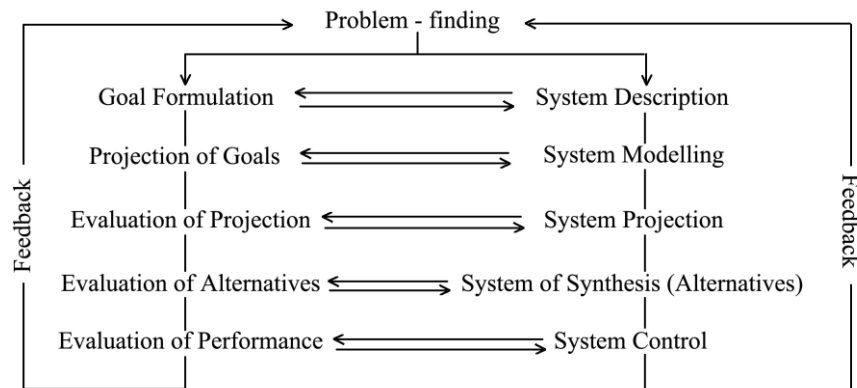 Problem - finding
Goal Formulation
System Description
Projection of Goals
System Modelling
Evaluation of Projection
System Projection
Evaluation of Alternatives
System of Synthesis (Alternatives)
Evaluation of Performance
System Control
Feedback
Feedback